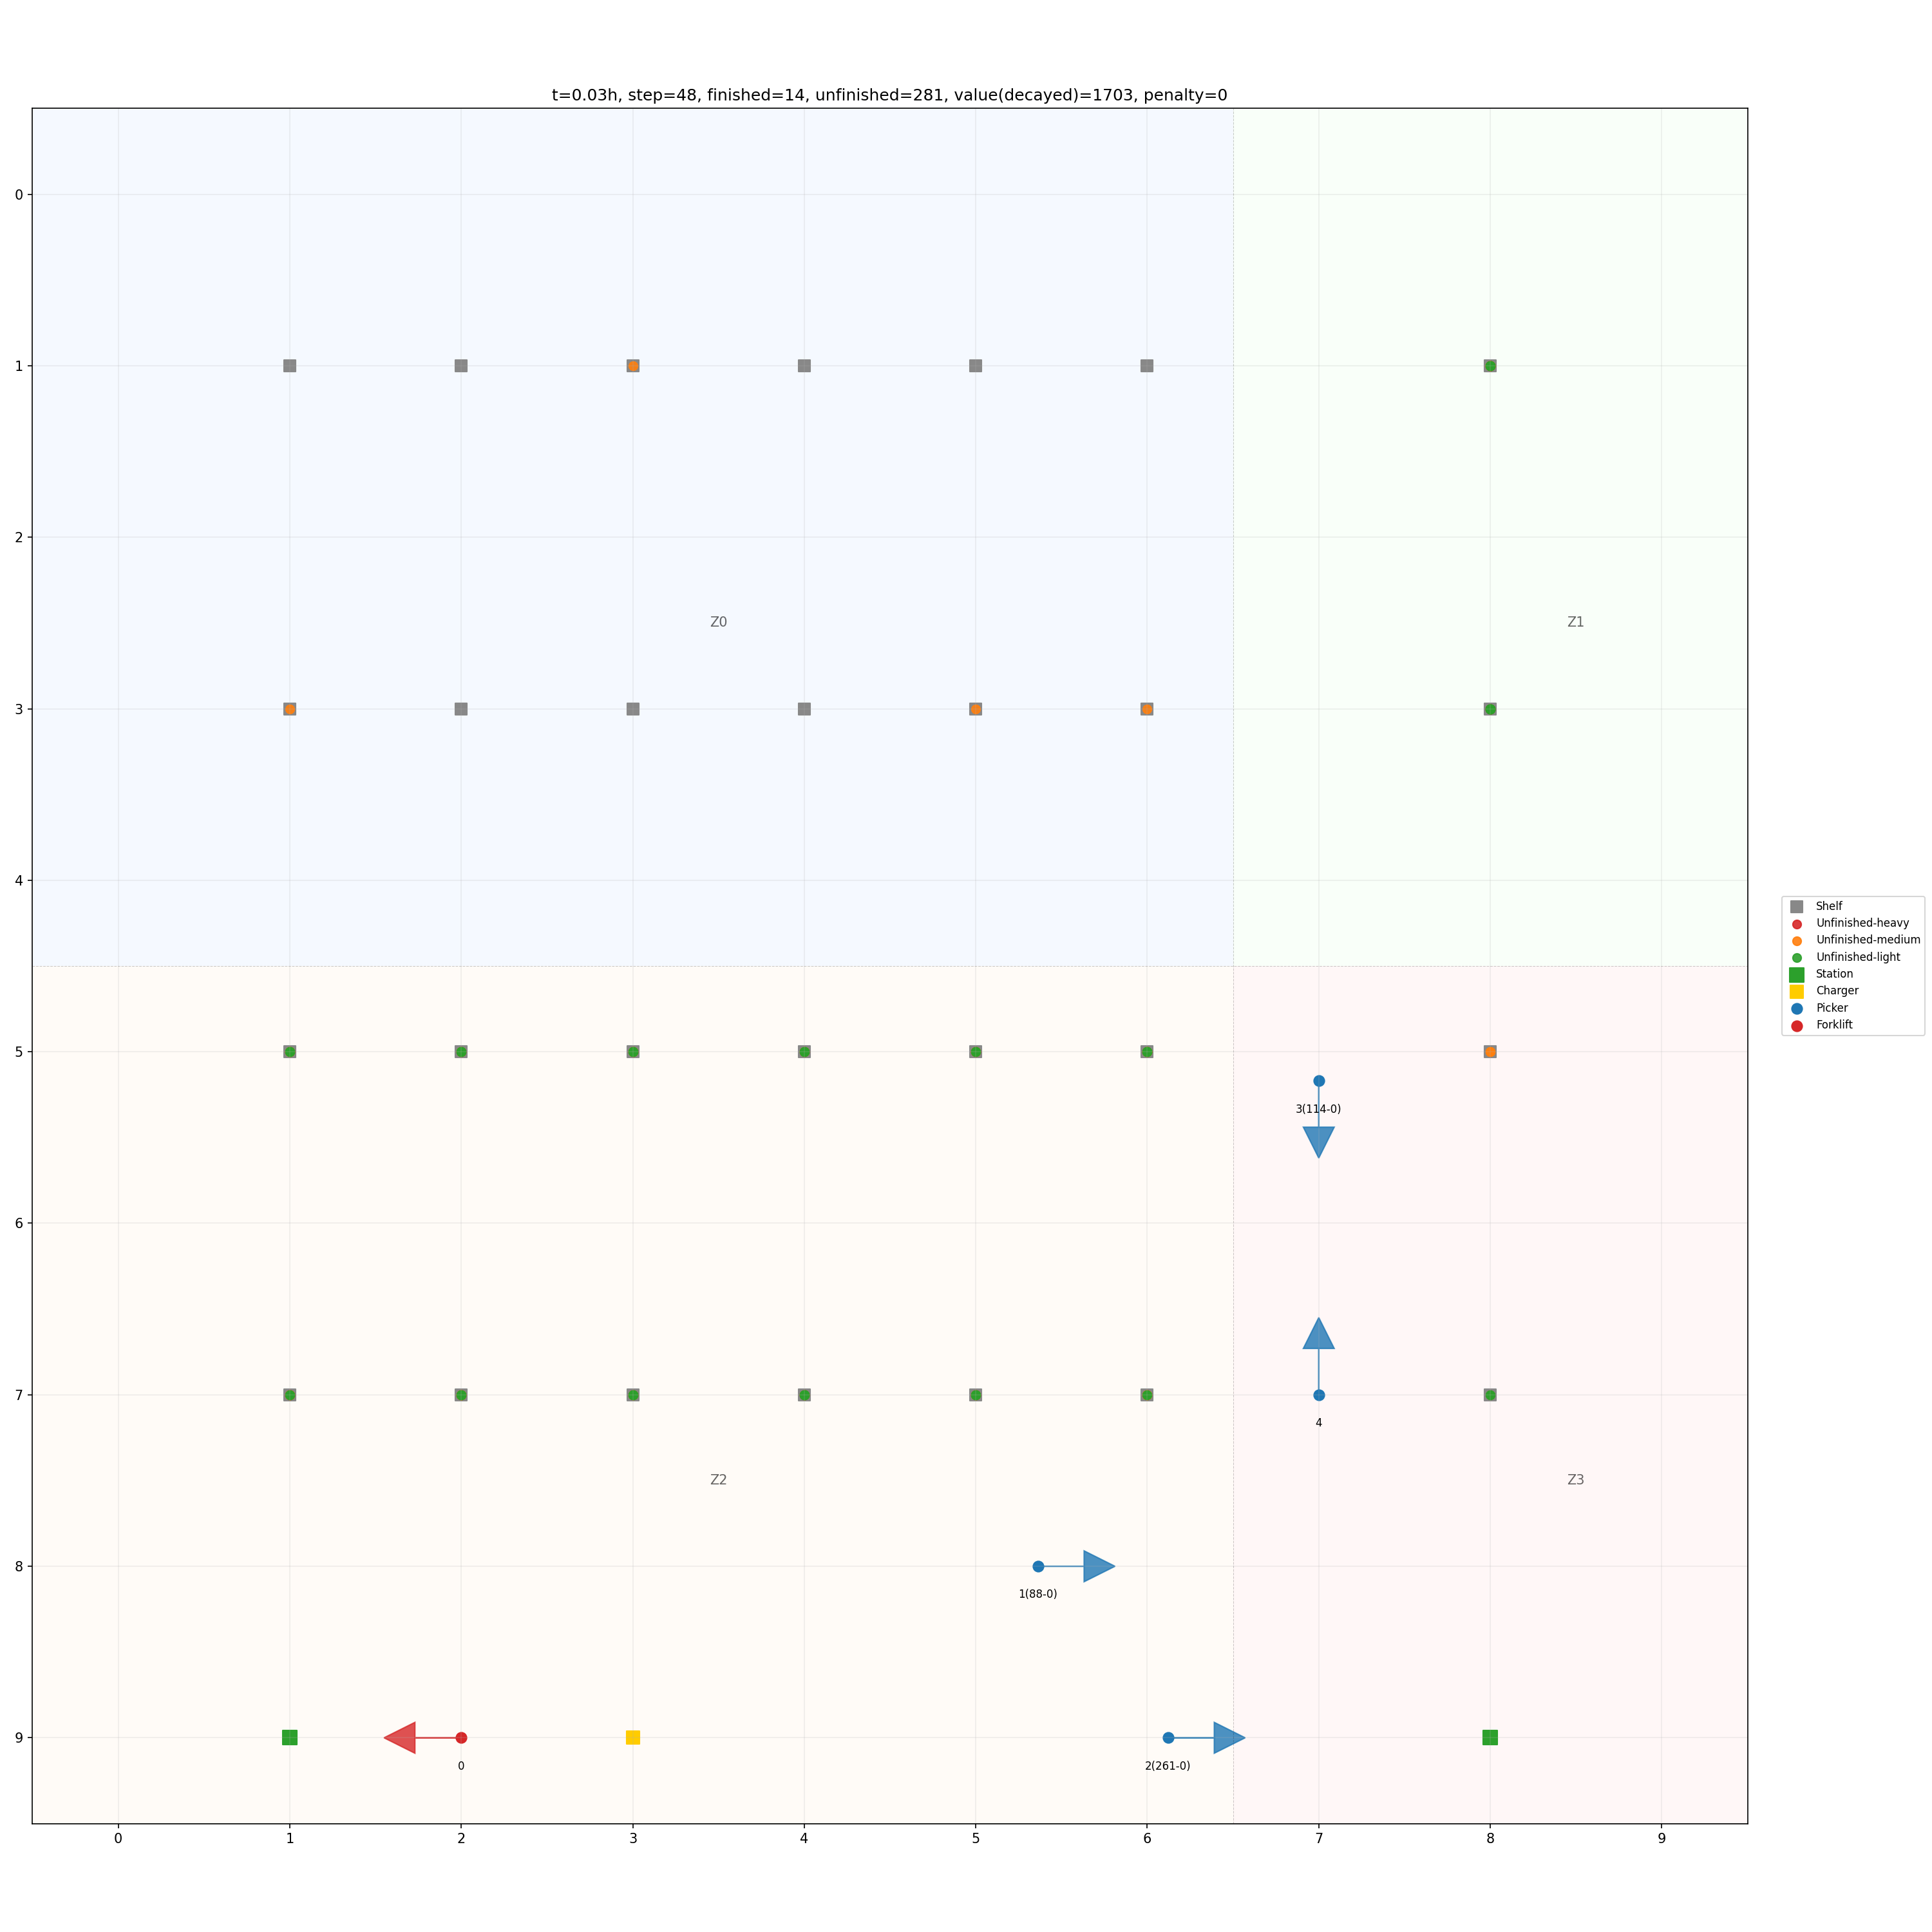 t=0.03h, step=48, finished=14, unfinished=281, value(decayed)=1703, penalty=0
0
1
2
Z0
Z1
3
4
Shelf
Unfinished-heavy
Unfinished-medium
Unfinished-light
Station
Charger
Picker
Forklift
5
3(114-0)
6
7
4
Z2
Z3
8
1(88-0)
9
0
2(261-0)
0 1 2 3 4 5 6 7 8 9